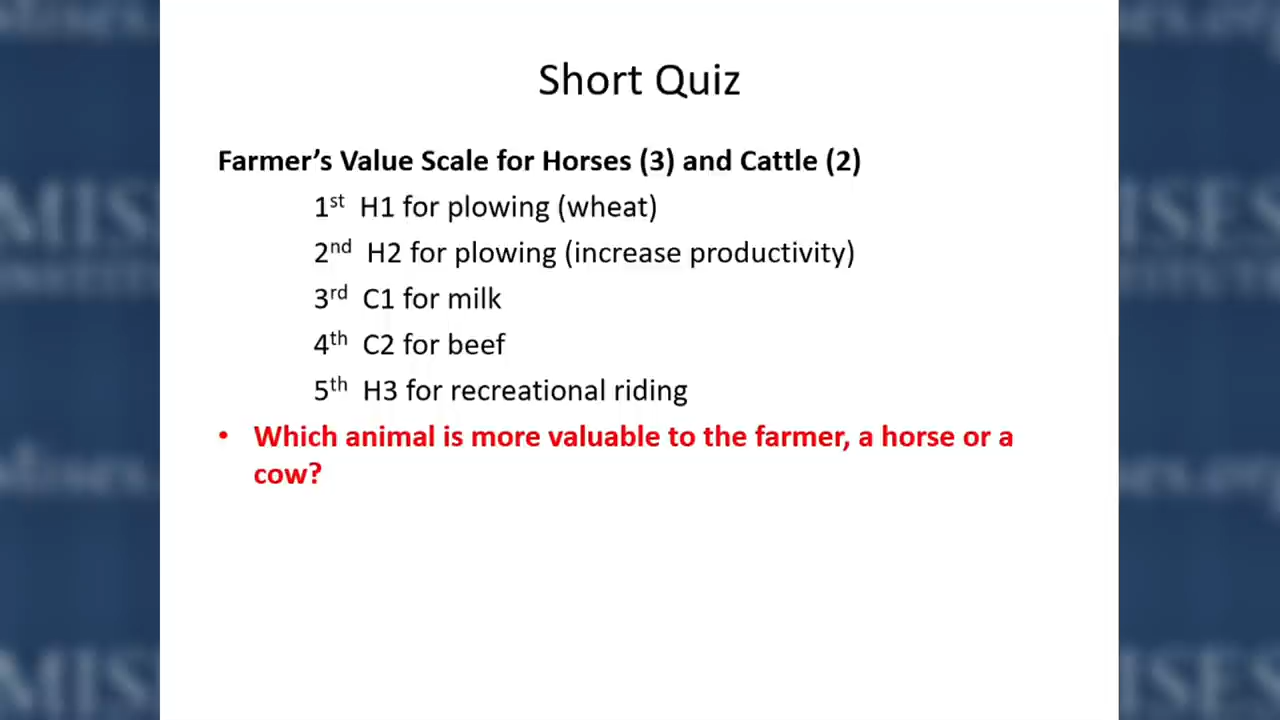 Short Quiz
Farmer's Value Scale for Horses (3) and Cattle (2)
1st H1 for plowing (wheat)
2nd H2 for plowing (increase productivity)
3rd C1 for milk
4th C2 for beef
5th H3 for recreational riding
• Which animal is more valuable to the farmer, a horse or a
cow?